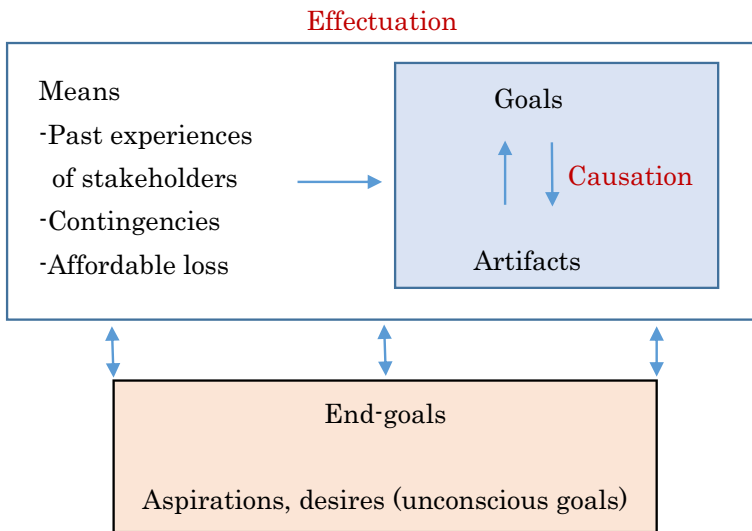 Effectuation
Means
-Past experiences
of stakeholders
-Contingencies
-Affordable loss
Goals
Causation
Artifacts
End-goals
Aspirations, desires (unconscious goals)